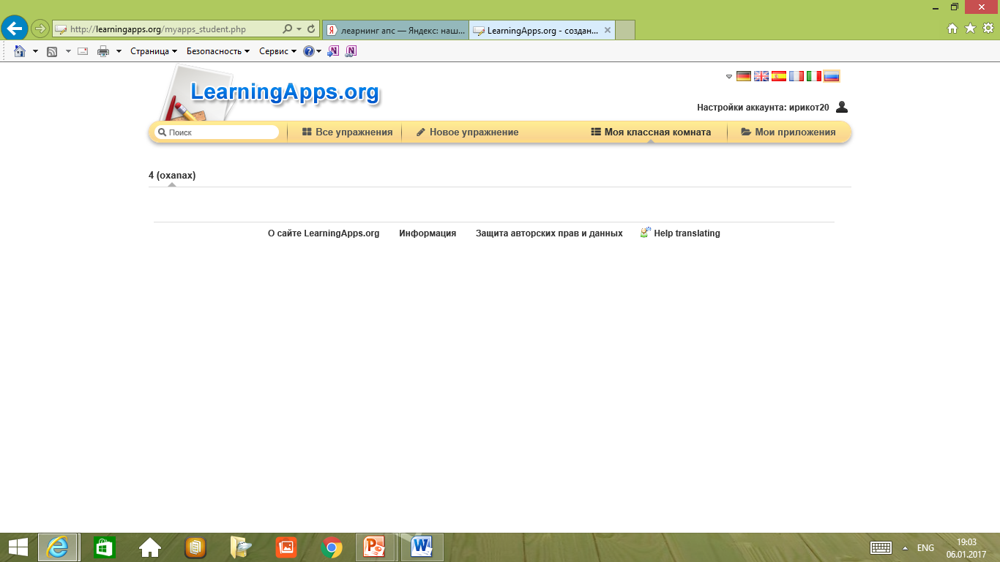 http://learningapps.org/myapps_student.php
леарнинг апс — Яндекс: наш...
LearningApps.org - создан...
Страница Безопасность Сервис
LearningApps.org
Настройки аккаунта: ирикот20
Поиск Все упражнения Новое упражнение Моя классная комната Мои приложения
4 (oxanax)
О сайте LearningApps.org Информация Защита авторских прав и данных Help translating
ENG
19:03
06.01.2017